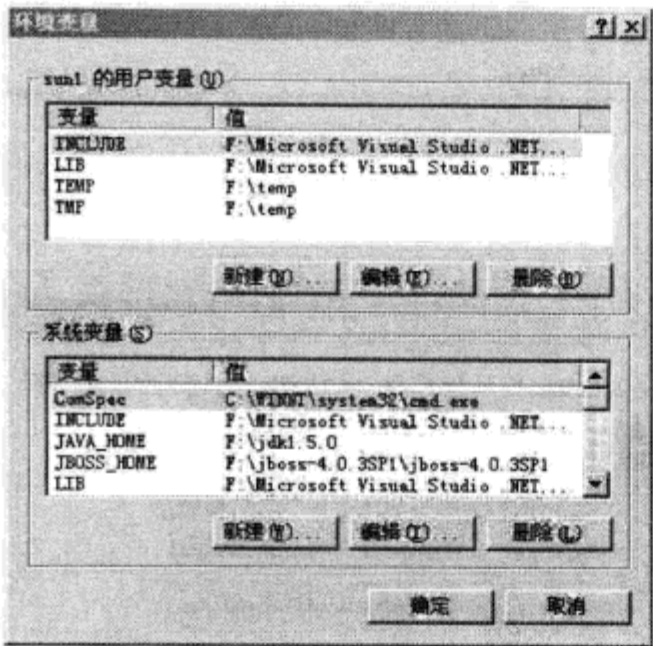 环境变量
sun1 的用户变量(U)
变量 值
INCLUDE F:\Microsoft Visual Studio .NET...
LIB F:\Microsoft Visual Studio .NET...
TEMP F:\temp
TMP F:\temp
新建(N)... 编辑(E)... 删除(D)
系统变量(S)
变量 值
ComSpec C:\WINNT\system32\cmd.exe
INCLUDE F:\Microsoft Visual Studio .NET...
JAVA_HOME F:\jdk1.5.0
JBOSS_HOME F:\jboss-4.0.3SP1\jboss-4.0.3SP1
LIB F:\Microsoft Visual Studio .NET...
新建(W)... 编辑(I)... 删除(L)
确定 取消